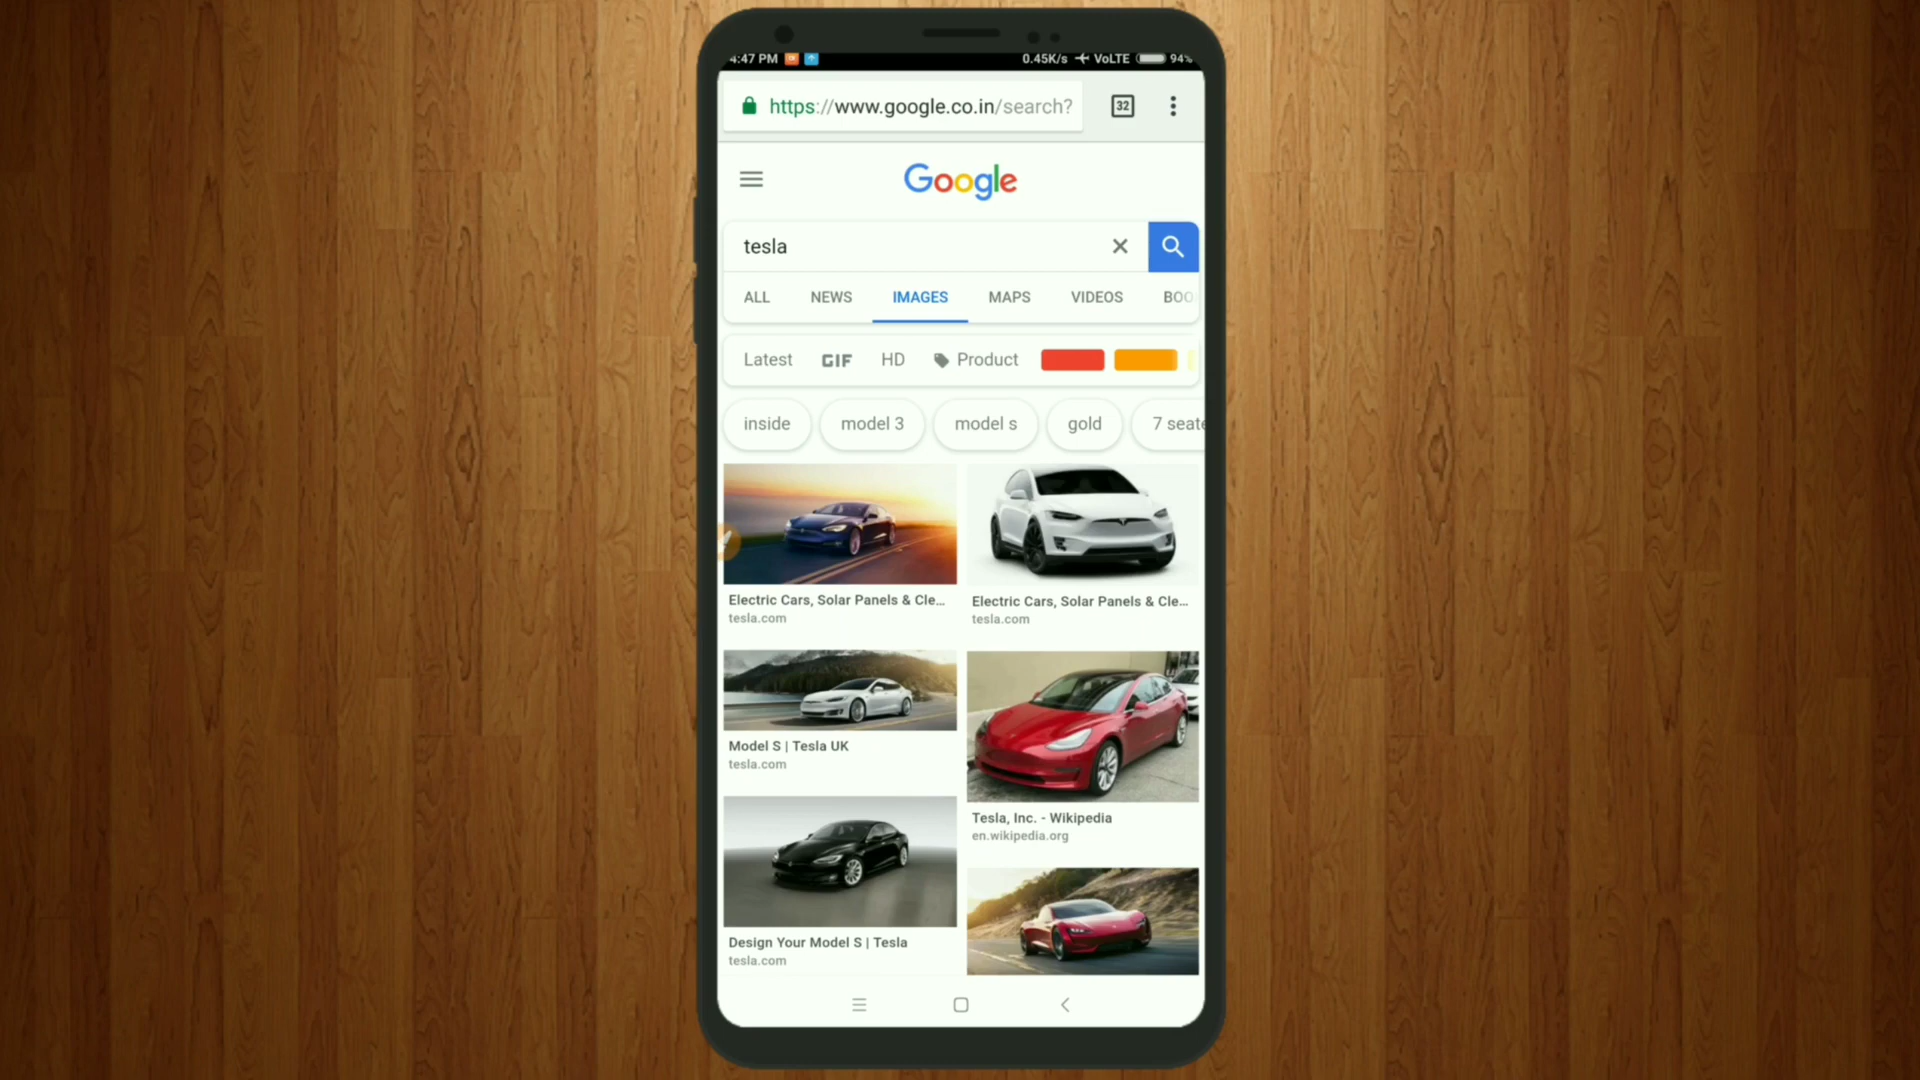 4:47 PM 0.45K/s VoLTE 94%
https://www.google.co.in/search? 32
Google
tesla
ALL NEWS IMAGES MAPS VIDEOS BOO
Latest GIF HD Product
inside model 3 model s gold 7 seate
Electric Cars, Solar Panels & Cle...
tesla.com
Electric Cars, Solar Panels & Cle...
tesla.com
Model S | Tesla UK
tesla.com
Tesla, Inc. - Wikipedia
en.wikipedia.org
Design Your Model S | Tesla
tesla.com